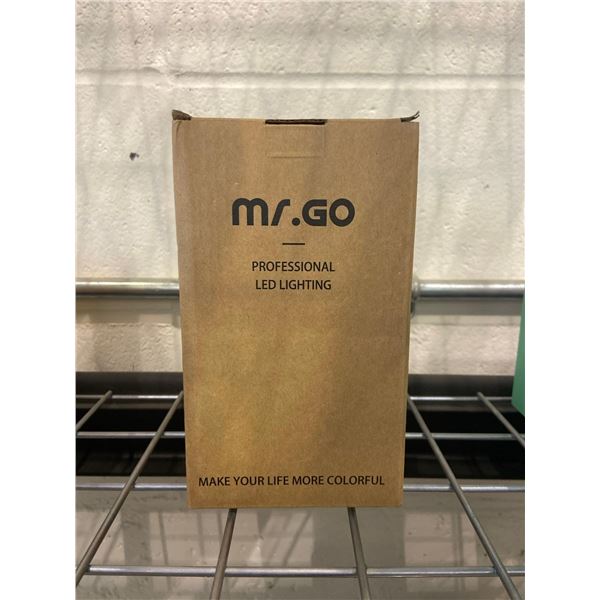 mr.GO
PROFESSIONAL
LED LIGHTING
MAKE YOUR LIFE MORE COLORFUL